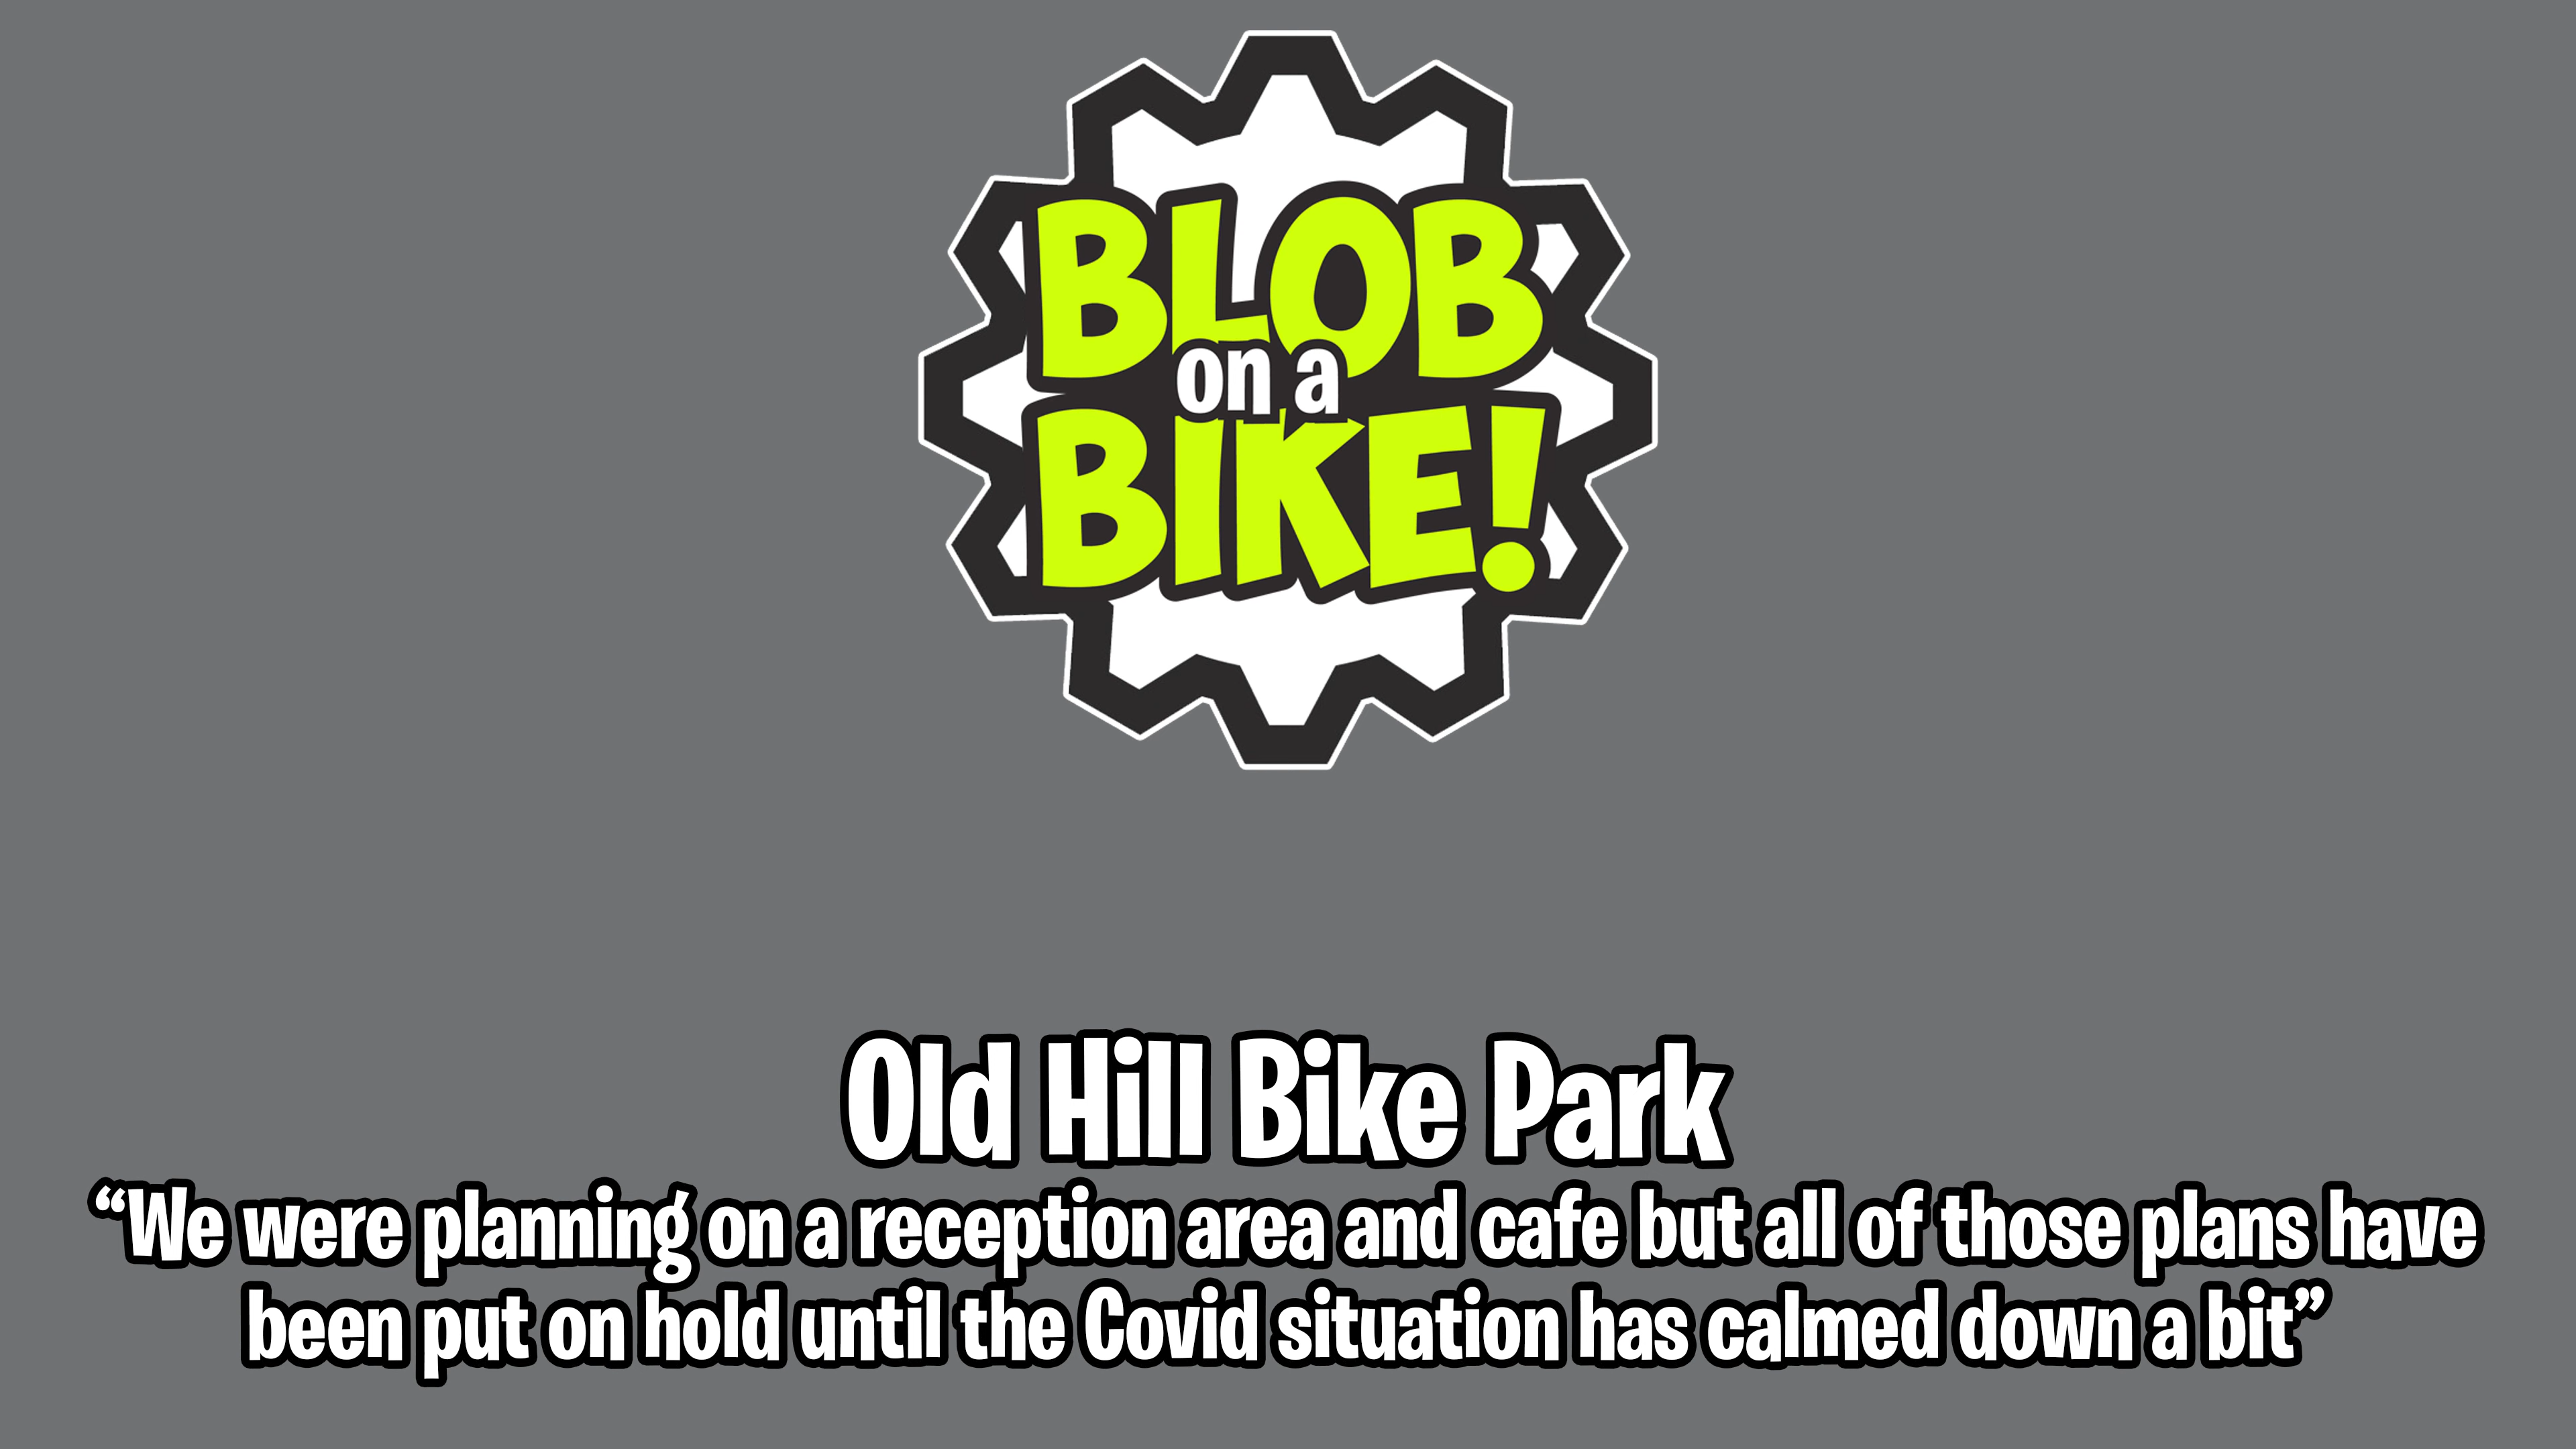 BLOB
on a
BIKE!
Old Hill Bike Park
“We were planning on a reception area and cafe but all of those plans have
been put on hold until the Covid situation has calmed down a bit”